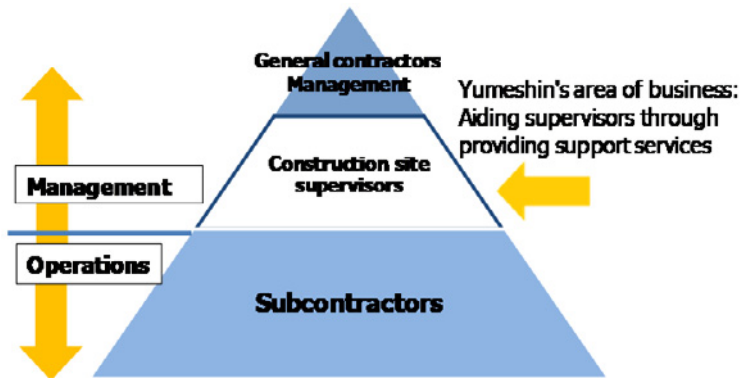 General contractors
Management
Yumeshin's area of business:
Aiding supervisors through
providing support services
Construction site
supervisors
Management
Operations
Subcontractors